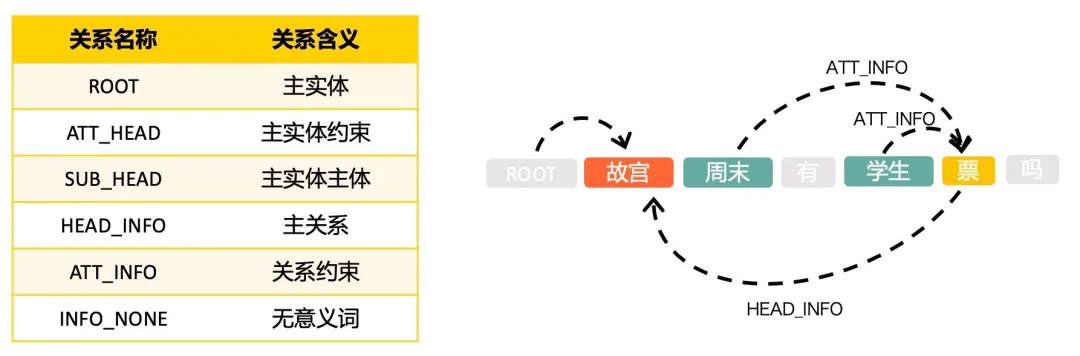 关系名称 关系含义
ROOT 主实体
ATT_HEAD 主实体约束
SUB_HEAD 主实体主体
HEAD_INFO 主关系
ATT_INFO 关系约束
INFO_NONE 无意义词
ATT_INFO
ATT_INFO
ROOT 故宫 周末 有 学生 票 吗
HEAD_INFO